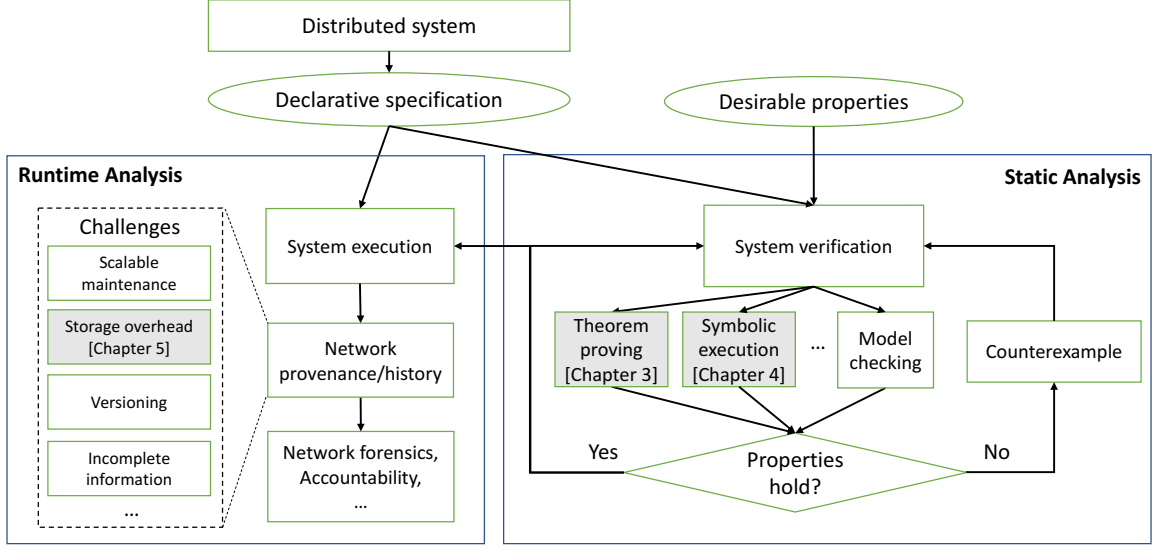 Distributed system
Declarative specification
Desirable properties
Runtime Analysis
Challenges
Scalable
maintenance
Storage overhead
[Chapter 5]
Versioning
Incomplete
information
...
System execution
Network
provenance/history
Network forensics,
Accountability,
...
Static Analysis
System verification
Theorem
proving
[Chapter 3]
Symbolic
execution
[Chapter 4]
...
Model
checking
Counterexample
Yes
Properties
hold?
No